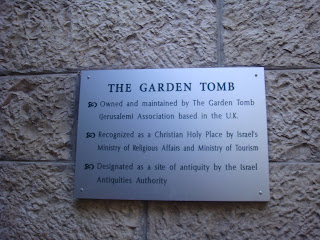 THE GARDEN TOMB
Owned and maintained by The Garden Tomb
(Jerusalem) Association based in the U.K.
Recognized as a Christian Holy Place by Israel's
Ministry of Religious Affairs and Ministry of Tourism
Designated as a site of antiquity by the Israel
Antiquities Authority